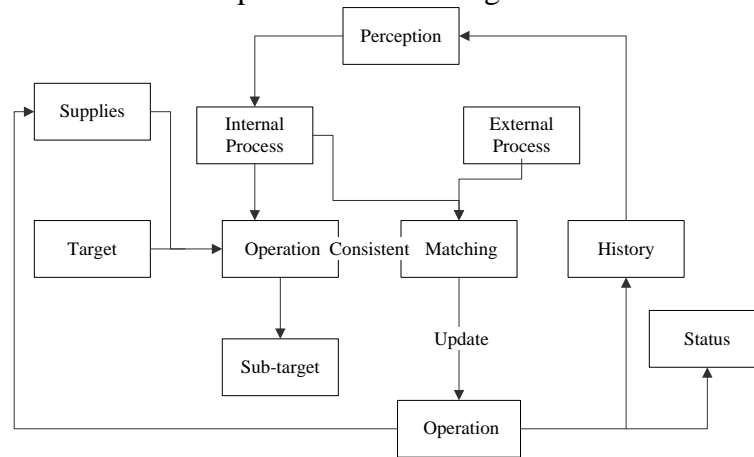 Perception
Supplies
Internal
Process
External
Process
Target
Operation
Consistent
Matching
History
Update
Status
Sub-target
Operation